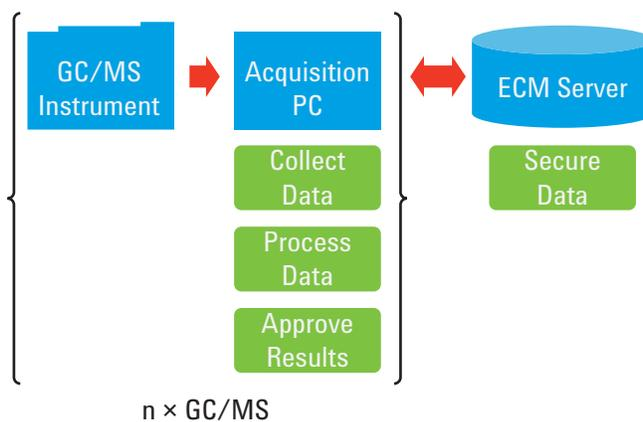 GC/MS
Instrument
Acquisition
PC
ECM Server
Collect
Data
Secure
Data
Process
Data
Approve
Results
n × GC/MS